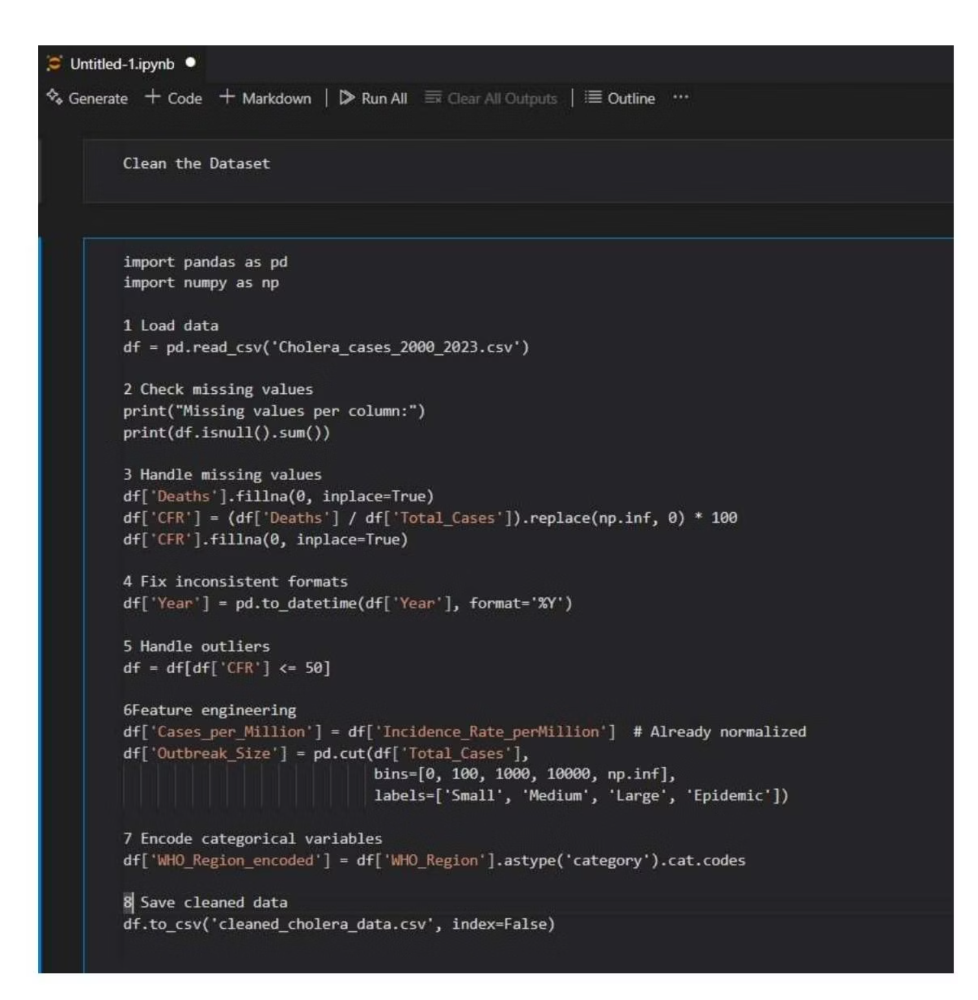 Untitled-1.ipynb
Generate + Code + Markdown | Run All Clear All Outputs | Outline ...
Clean the Dataset
import pandas as pd
import numpy as np
1 Load data
df = pd.read_csv('Cholera_cases_2000_2023.csv')
2 Check missing values
print("Missing values per column:")
print(df.isnull().sum())
3 Handle missing values
df['Deaths'].fillna(0, inplace=True)
df['CFR'] = (df['Deaths'] / df['Total_Cases']).replace(np.inf, 0) * 100
df['CFR'].fillna(0, inplace=True)
4 Fix inconsistent formats
df['Year'] = pd.to_datetime(df['Year'], format='%Y')
5 Handle outliers
df = df[df['CFR'] <= 50]
6Feature engineering
df['Cases_per_Million'] = df['Incidence_Rate_perMillion']  # Already normalized
df['Outbreak_Size'] = pd.cut(df['Total_Cases'],
bins=[0, 100, 1000, 10000, np.inf],
labels=['Small', 'Medium', 'Large', 'Epidemic'])
7 Encode categorical variables
df['WHO_Region_encoded'] = df['WHO_Region'].astype('category').cat.codes
8 Save cleaned data
df.to_csv('cleaned_cholera_data.csv', index=False)